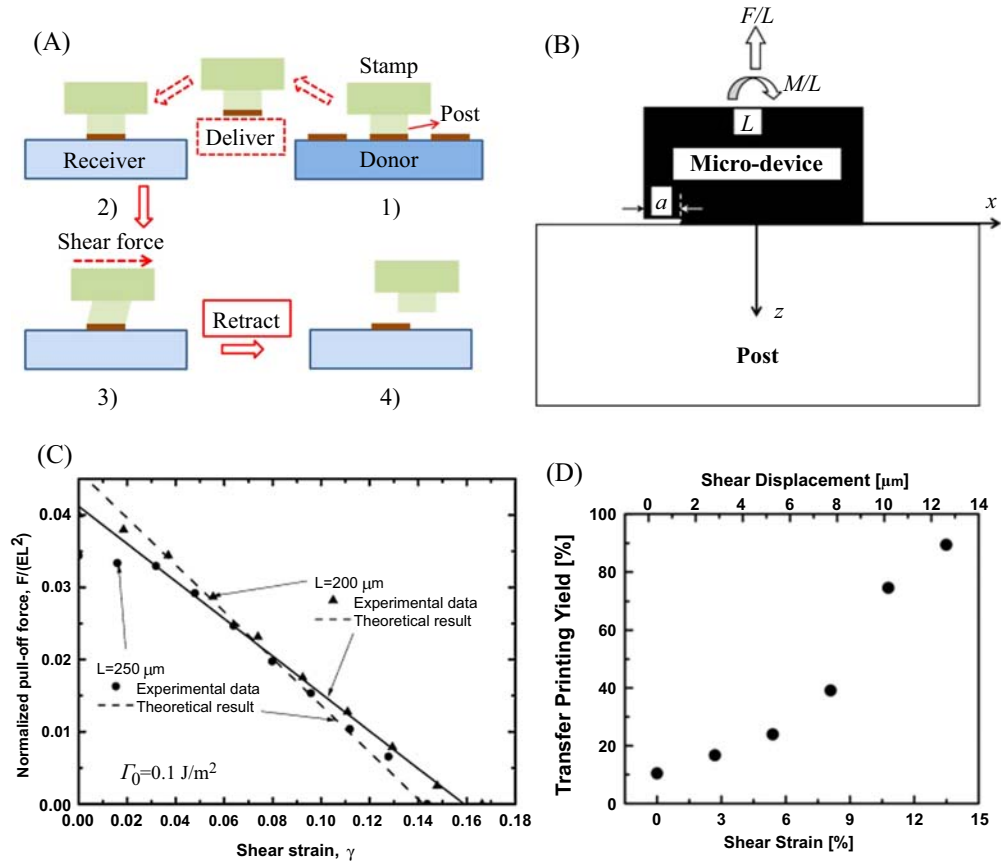 (A)
Stamp
Post
Deliver
Receiver
Donor
2)
1)
Shear force
Retract
3)
4)
(B)
F/L
M/L
L
Micro-device
a
x
z
Post
(C)
Normalized pull-off force, F/(EL²)
0.04
0.03
0.02
0.01
0.00
L=200 μm
Experimental data
Theoretical result
L=250 μm
Experimental data
Theoretical result
Γ₀=0.1 J/m²
0.00 0.02 0.04 0.06 0.08 0.10 0.12 0.14 0.16 0.18
Shear strain, γ
(D)
Shear Displacement [μm]
0 2 4 6 8 10 12 14
Transfer Printing Yield [%]
100
80
60
40
20
0
0 3 6 9 12 15
Shear Strain [%]